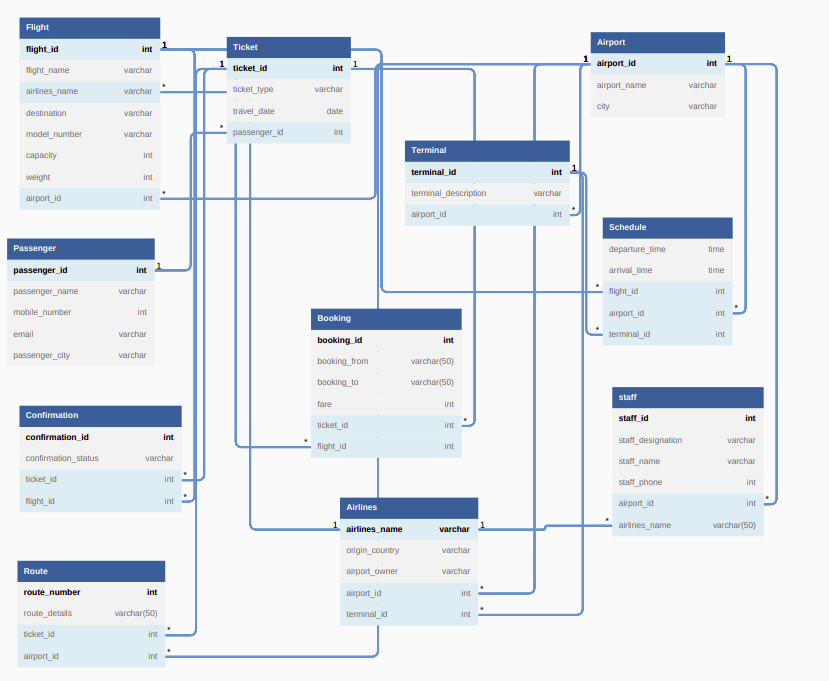 Flight
flight_id int
flight_name varchar
airlines_name varchar
destination varchar
model_number varchar
capacity int
weight int
airport_id int
1
*
*
Ticket
ticket_id int
ticket_type varchar
travel_date date
passenger_id int
1
1
*
Airport
airport_id int
airport_name varchar
city varchar
1
1
Terminal
terminal_id int
terminal_description varchar
airport_id int
1
*
Schedule
departure_time time
arrival_time time
flight_id int
airport_id int
terminal_id int
*
*
*
Passenger
passenger_id int
passenger_name varchar
mobile_number int
email varchar
passenger_city varchar
1
Booking
booking_id int
booking_from varchar(50)
booking_to varchar(50)
fare int
ticket_id int
flight_id int
*
*
staff
staff_id int
staff_designation varchar
staff_name varchar
staff_phone int
airport_id int
airlines_name varchar(50)
*
*
Confirmation
confirmation_id int
confirmation_status varchar
ticket_id int
flight_id int
*
*
Airlines
airlines_name varchar
origin_country varchar
airport_owner varchar
airport_id int
terminal_id int
1
1
*
*
Route
route_number int
route_details varchar(50)
ticket_id int
airport_id int
*
*